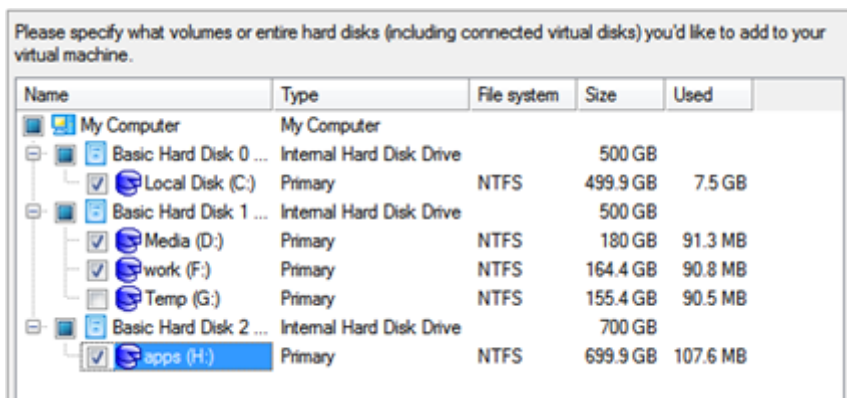 Please specify what volumes or entire hard disks (including connected virtual disks) you'd like to add to your
virtual machine.
Name Type File system Size Used
My Computer My Computer
Basic Hard Disk 0 ... Internal Hard Disk Drive 500 GB
Local Disk (C:) Primary NTFS 499.9 GB 7.5 GB
Basic Hard Disk 1 ... Internal Hard Disk Drive 500 GB
Media (D:) Primary NTFS 180 GB 91.3 MB
work (F:) Primary NTFS 164.4 GB 90.8 MB
Temp (G:) Primary NTFS 155.4 GB 90.5 MB
Basic Hard Disk 2 ... Internal Hard Disk Drive 700 GB
apps (H:) Primary NTFS 699.9 GB 107.6 MB